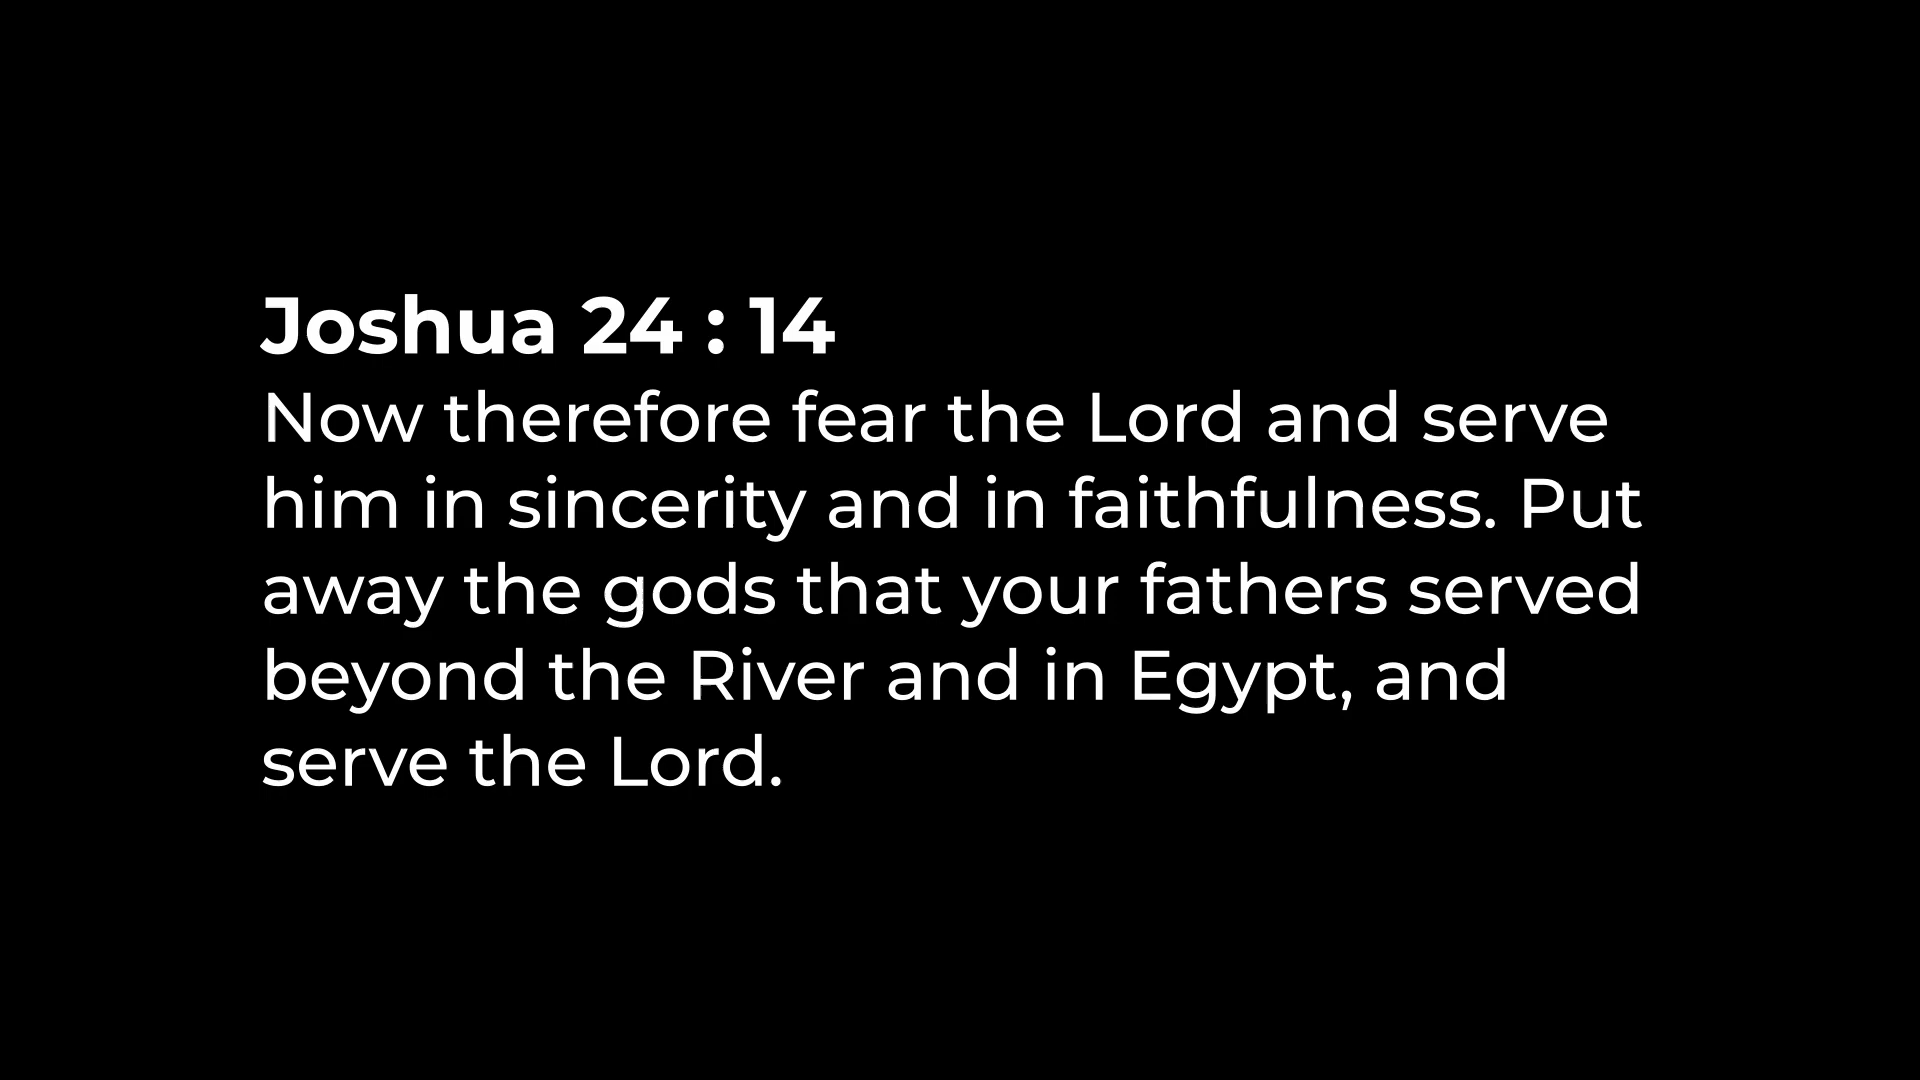 Joshua 24 : 14
Now therefore fear the Lord and serve
him in sincerity and in faithfulness. Put
away the gods that your fathers served
beyond the River and in Egypt, and
serve the Lord.